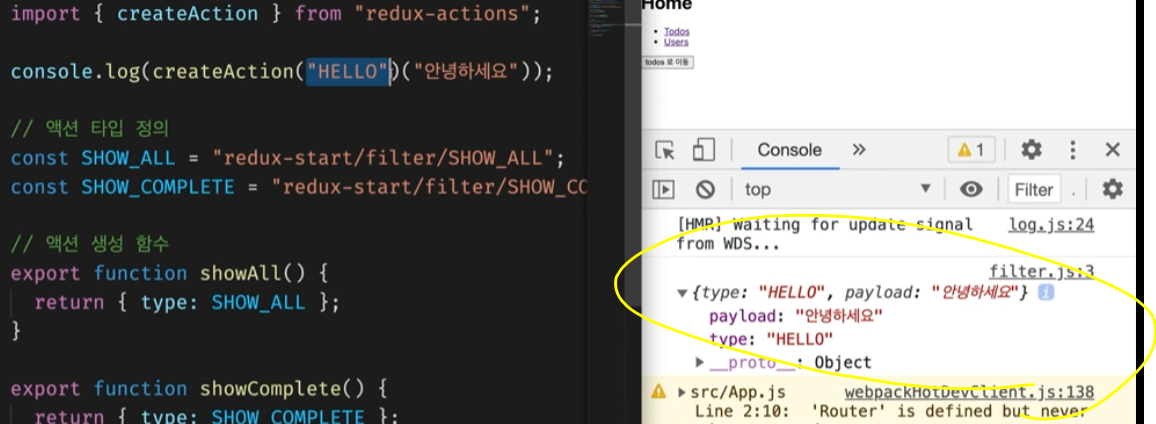 import { createAction } from "redux-actions";
console.log(createAction("HELLO")("안녕하세요"));
// 액션 타입 정의
const SHOW_ALL = "redux-start/filter/SHOW_ALL";
const SHOW_COMPLETE = "redux-start/filter/SHOW_CO
// 액션 생성 함수
export function showAll() {
return { type: SHOW_ALL };
}
export function showComplete() {
return { type: SHOW_COMPLETE };
Home
Todos
Users
todos 로 이동
Console
1
top
Filter
[HMR] Waiting for update signal log.js:24
from WDS...
filter.js:3
{type: "HELLO", payload: "안녕하세요"} i
payload: "안녕하세요"
type: "HELLO"
__proto__: Object
src/App.js webpackHotDevClient.js:138
Line 2:10: 'Router' is defined but never